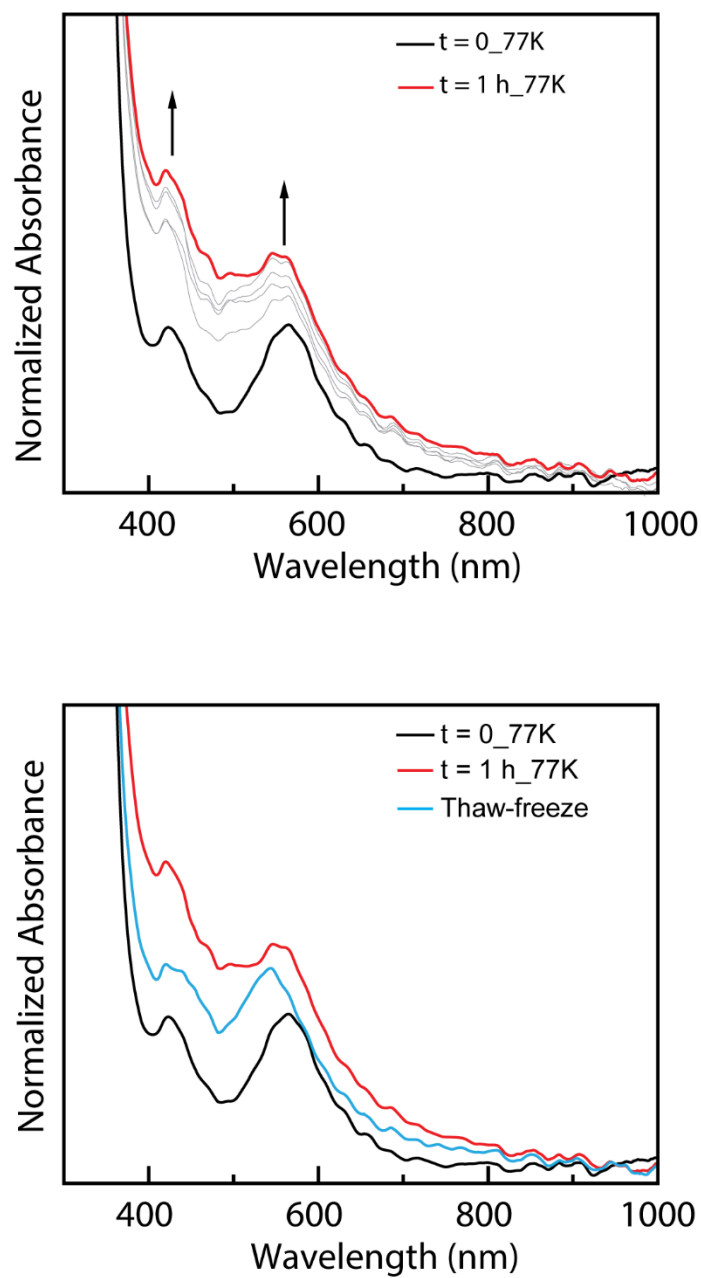 t = 0_77K
t = 1 h_77K
Normalized Absorbance
400 600 800 1000
Wavelength (nm)
t = 0_77K
t = 1 h_77K
Thaw-freeze
Normalized Absorbance
400 600 800 1000
Wavelength (nm)